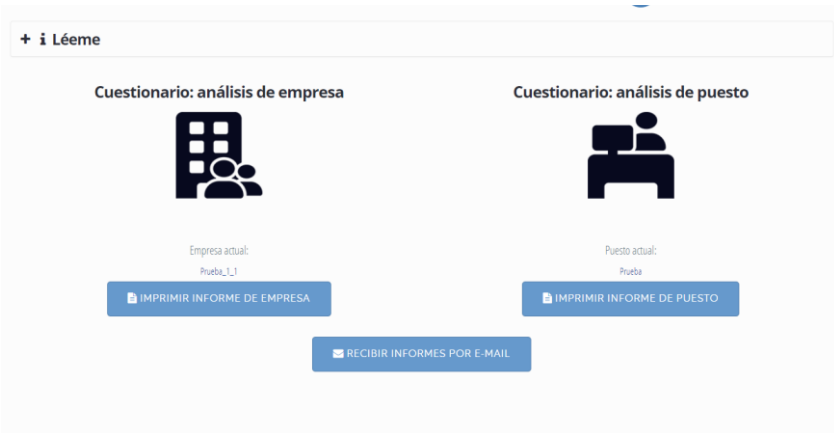 Léeme
Cuestionario: análisis de empresa
Cuestionario: análisis de puesto
Empresa actual:
Puesto actual:
Prueba_1_1
Prueba
IMPRIMIR INFORME DE EMPRESA
IMPRIMIR INFORME DE PUESTO
RECIBIR INFORMES POR E-MAIL